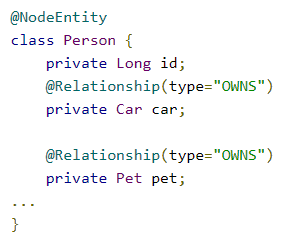 @NodeEntity
class Person {
    private Long id;
    @Relationship(type="OWNS")
    private Car car;

    @Relationship(type="OWNS")
    private Pet pet;
...
}